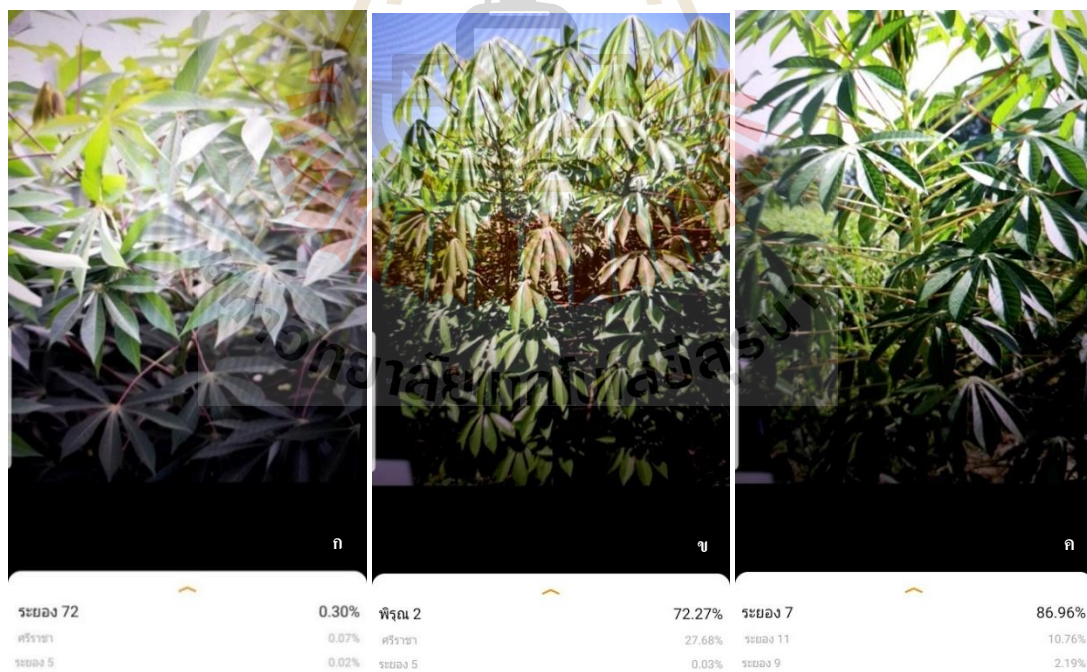 ก
ระยอง 72 0.30%
ศรีราชา 0.07%
ระยอง 5 0.02%
ข
พิรุณ 2 72.27%
ศรีราชา 27.68%
ระยอง 5 0.03%
ค
ระยอง 7 86.96%
ระยอง 11 10.76%
ระยอง 9 2.19%